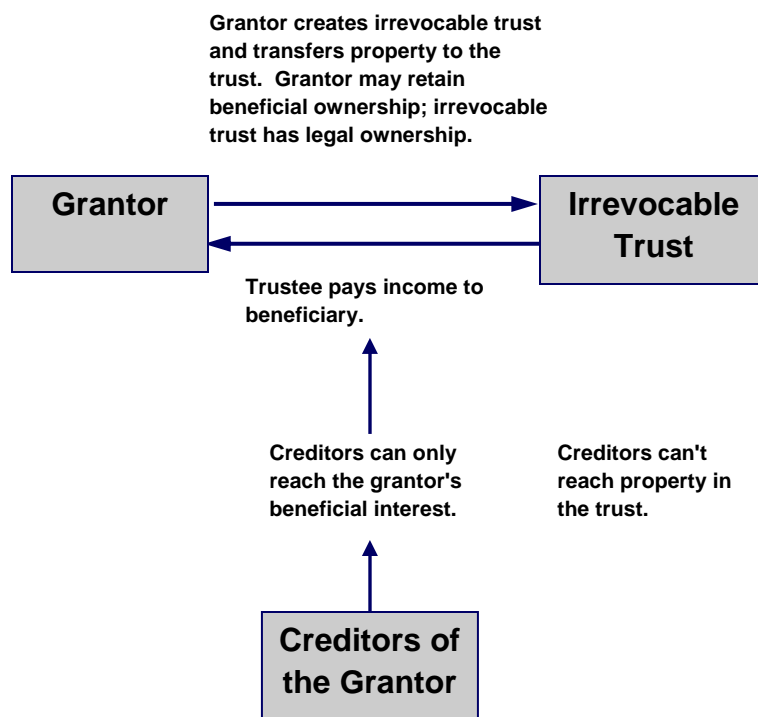 Grantor creates irrevocable trust
and transfers property to the
trust.  Grantor may retain
beneficial ownership; irrevocable
trust has legal ownership.
Grantor
Irrevocable
Trust
Trustee pays income to
beneficiary.
Creditors can only
reach the grantor's
beneficial interest.
Creditors can't
reach property in
the trust.
Creditors of
the Grantor